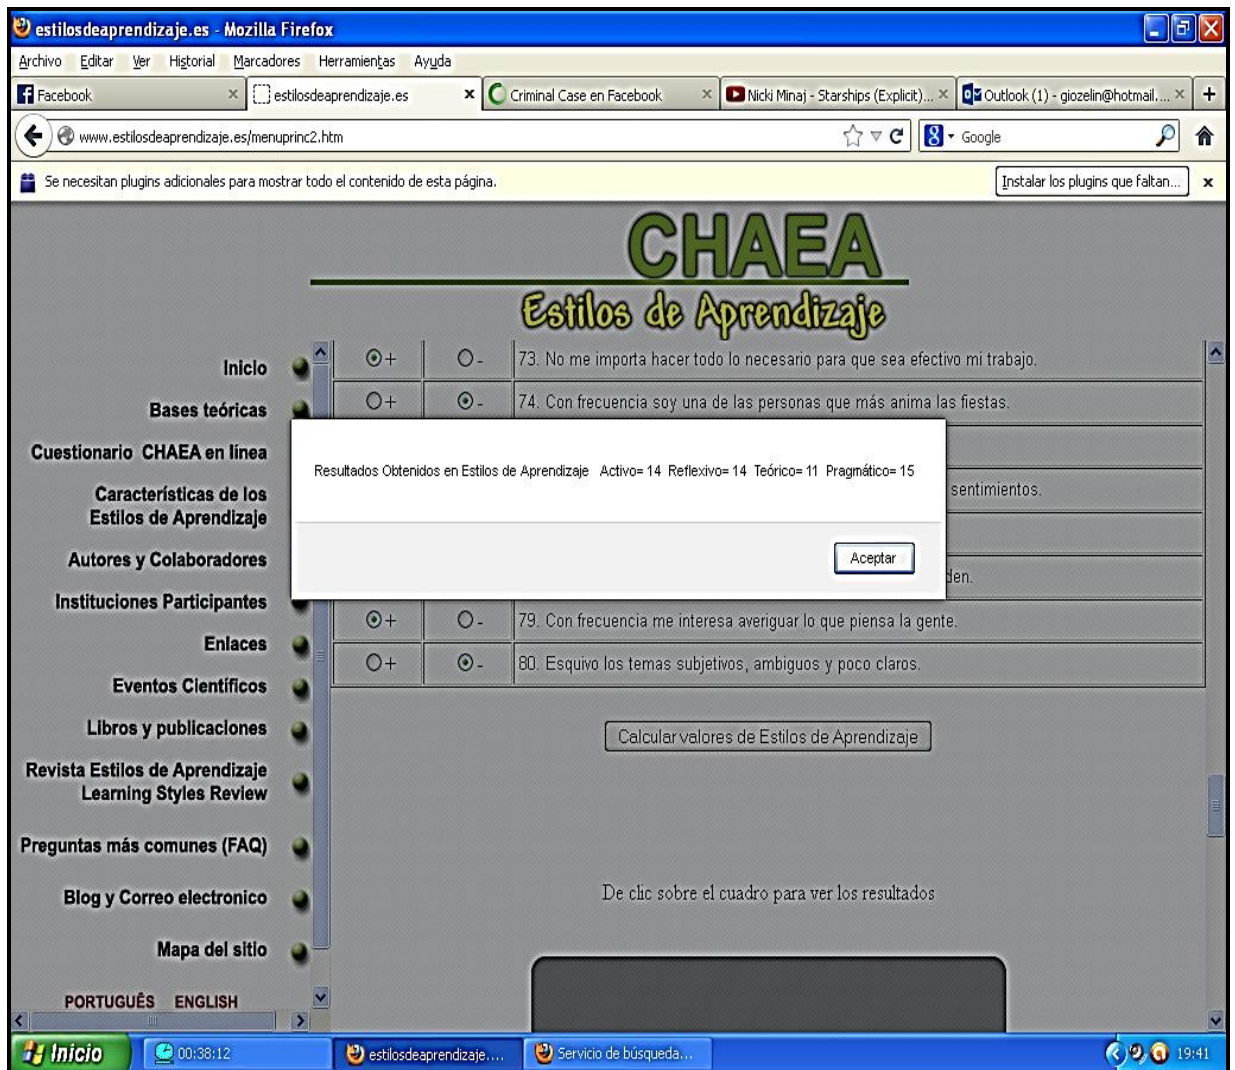 estilosdeaprendizaje.es - Mozilla Firefox
Archivo Editar Ver Historial Marcadores Herramientas Ayuda
Facebook estilosdeaprendizaje.es Criminal Case en Facebook Nicki Minaj - Starships (Explicit)... Outlook (1) - giozelin@hotmail....
www.estilosdeaprendizaje.es/menuprinc2.htm Google
Se necesitan plugins adicionales para mostrar todo el contenido de esta página. Instalar los plugins que faltan...
CHAEA
Estilos de Aprendizaje
Inicio
Bases teóricas
Cuestionario CHAEA en línea
Características de los
Estilos de Aprendizaje
Autores y Colaboradores
Instituciones Participantes
Enlaces
Eventos Científicos
Libros y publicaciones
Revista Estilos de Aprendizaje
Learning Styles Review
Preguntas más comunes (FAQ)
Blog y Correo electronico
Mapa del sitio
PORTUGUÊS ENGLISH
+ - 73. No me importa hacer todo lo necesario para que sea efectivo mi trabajo.
+ - 74. Con frecuencia soy una de las personas que más anima las fiestas.
Resultados Obtenidos en Estilos de Aprendizaje Activo= 14 Reflexivo= 14 Teórico= 11 Pragmático= 15
sentimientos.
Aceptar
den.
+ - 79. Con frecuencia me interesa averiguar lo que piensa la gente.
+ - 80. Esquivo los temas subjetivos, ambiguos y poco claros.
Calcular valores de Estilos de Aprendizaje
De clic sobre el cuadro para ver los resultados
Inicio 00:38:12 estilosdeaprendizaje.... Servicio de búsqueda... 19:41